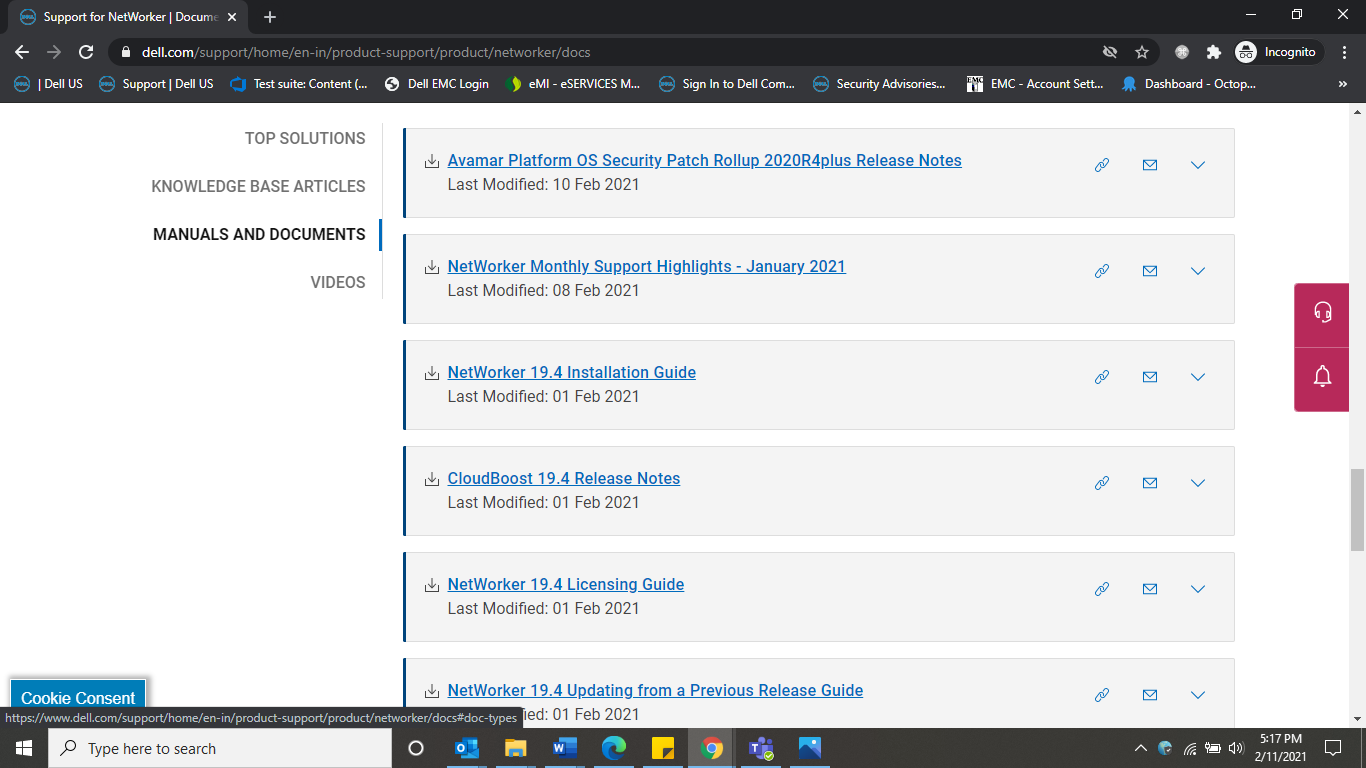 Support for NetWorker | Docume
dell.com/support/home/en-in/product-support/product/networker/docs
Incognito
| Dell US
Support | Dell US
Test suite: Content (...
Dell EMC Login
eMI - eSERVICES M...
Sign In to Dell Com...
Security Advisories...
EMC - Account Sett...
Dashboard - Octop...
TOP SOLUTIONS
KNOWLEDGE BASE ARTICLES
MANUALS AND DOCUMENTS
VIDEOS
Avamar Platform OS Security Patch Rollup 2020R4plus Release Notes
Last Modified: 10 Feb 2021
NetWorker Monthly Support Highlights - January 2021
Last Modified: 08 Feb 2021
NetWorker 19.4 Installation Guide
Last Modified: 01 Feb 2021
CloudBoost 19.4 Release Notes
Last Modified: 01 Feb 2021
NetWorker 19.4 Licensing Guide
Last Modified: 01 Feb 2021
NetWorker 19.4 Updating from a Previous Release Guide
ied: 01 Feb 2021
Cookie Consent
https://www.dell.com/support/home/en-in/product-support/product/networker/docs#doc-types
Type here to search
5:17 PM
2/11/2021